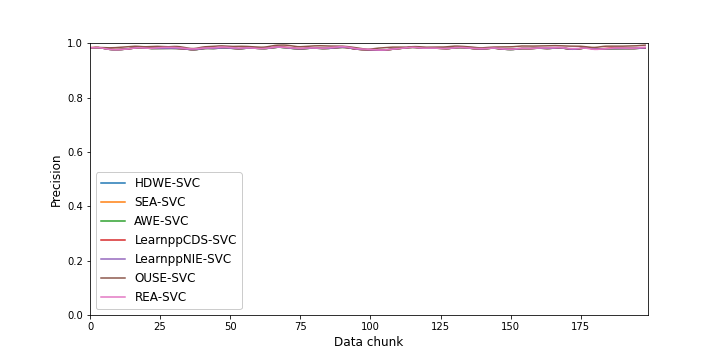 1.0
0.8
0.6
0.4
0.2
0.0
Precision
HDWE-SVC
SEA-SVC
AWE-SVC
LearnppCDS-SVC
LearnppNIE-SVC
OUSE-SVC
REA-SVC
0 25 50 75 100 125 150 175
Data chunk